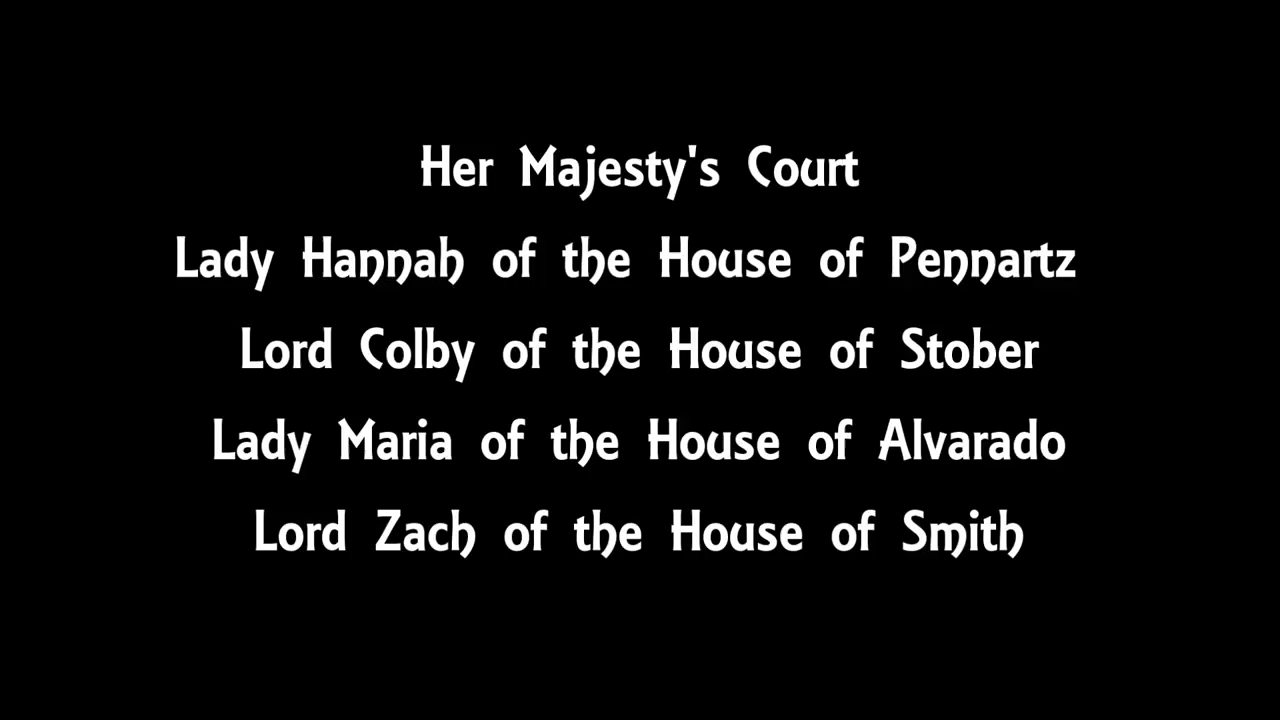 Her Majesty's Court
Lady Hannah of the House of Pennartz
Lord Colby of the House of Stober
Lady Maria of the House of Alvarado
Lord Zach of the House of Smith